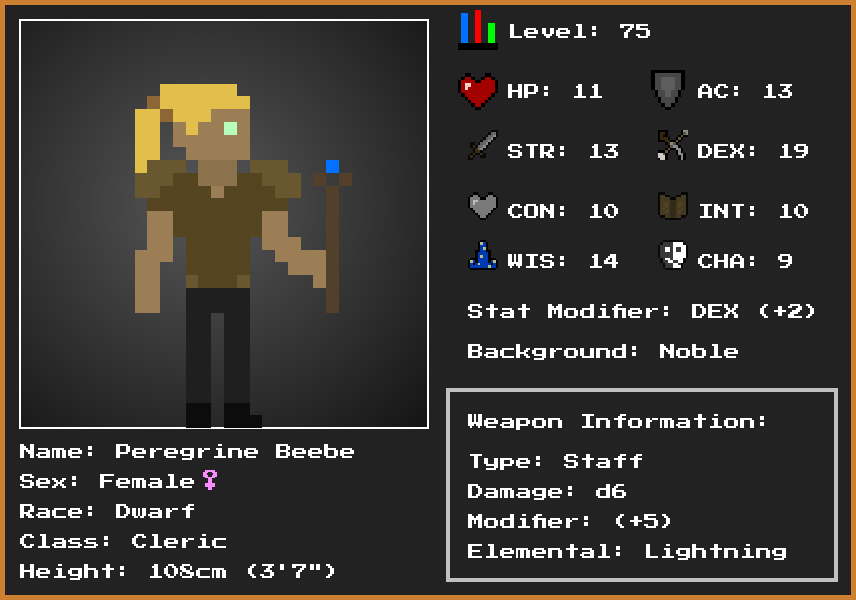 Level: 75
HP: 11
AC: 13
STR: 13
DEX: 19
CON: 10
INT: 10
WIS: 14
CHA: 9
Stat Modifier: DEX (+2)
Background: Noble
Weapon Information:
Type: Staff
Damage: d6
Modifier: (+5)
Elemental: Lightning
Name: Peregrine Beebe
Sex: Female♀
Race: Dwarf
Class: Cleric
Height: 108cm (3'7")